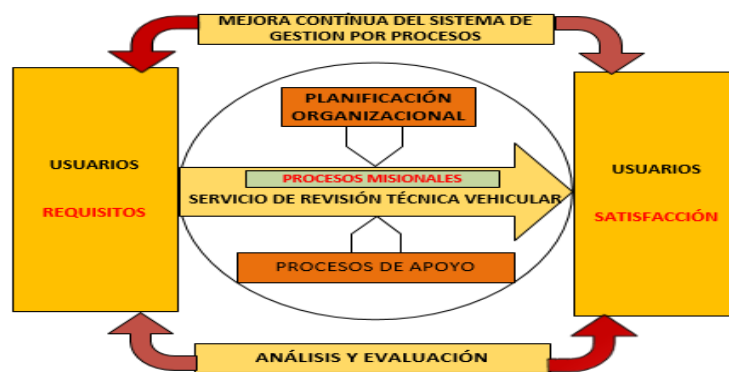 MEJORA CONTÍNUA DEL SISTEMA DE
GESTION POR PROCESOS
PLANIFICACIÓN
ORGANIZACIONAL
USUARIOS
REQUISITOS
PROCESOS MISIONALES
SERVICIO DE REVISIÓN TÉCNICA VEHICULAR
USUARIOS
SATISFACCIÓN
PROCESOS DE APOYO
ANÁLISIS Y EVALUACIÓN